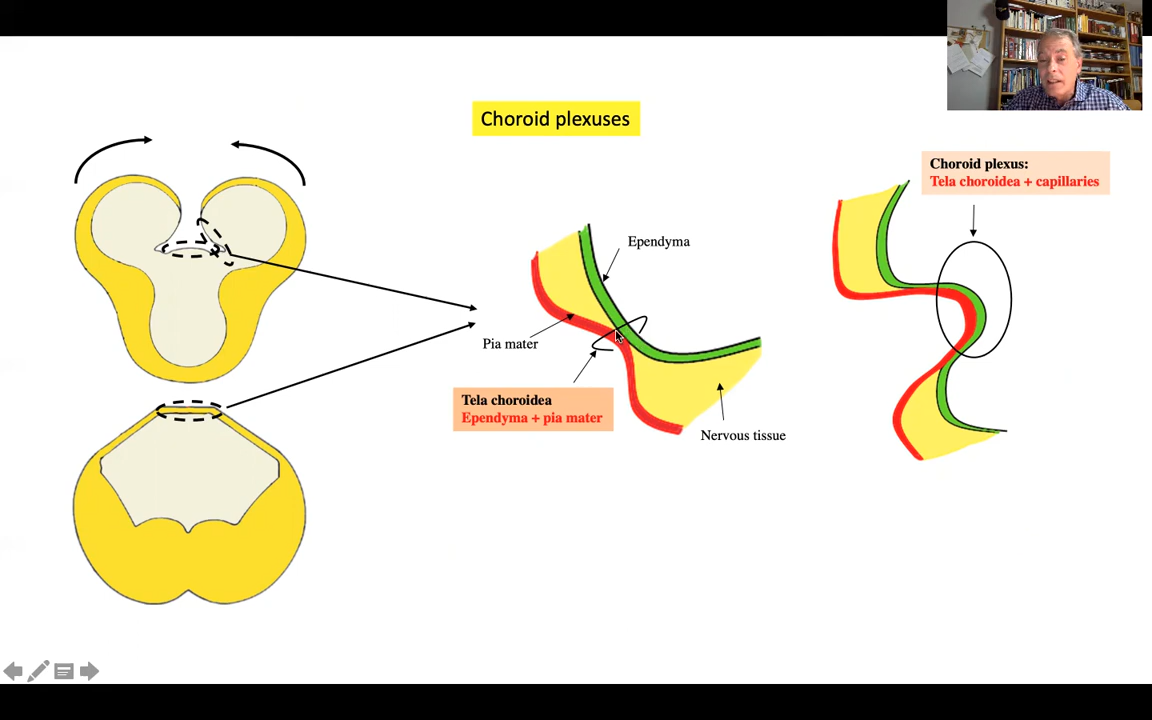 Choroid plexuses
Choroid plexus:
Tela choroidea + capillaries
Ependyma
Pia mater
Tela choroidea
Ependyma + pia mater
Nervous tissue